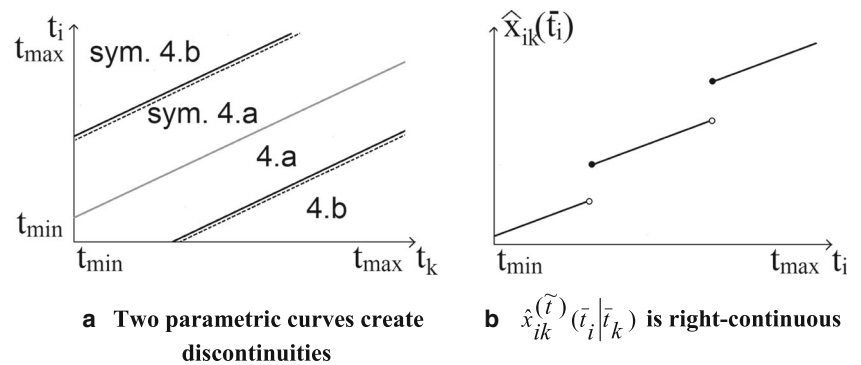 t_i
t_max
sym. 4.b
sym. 4.a
4.a
4.b
t_min
t_min
t_max t_k
a Two parametric curves create
discontinuities
x̂_ik(t̄_i)
t_min
t_max t_i
b x̂_ik^(t̃)(t̄_i|t̄_k) is right-continuous